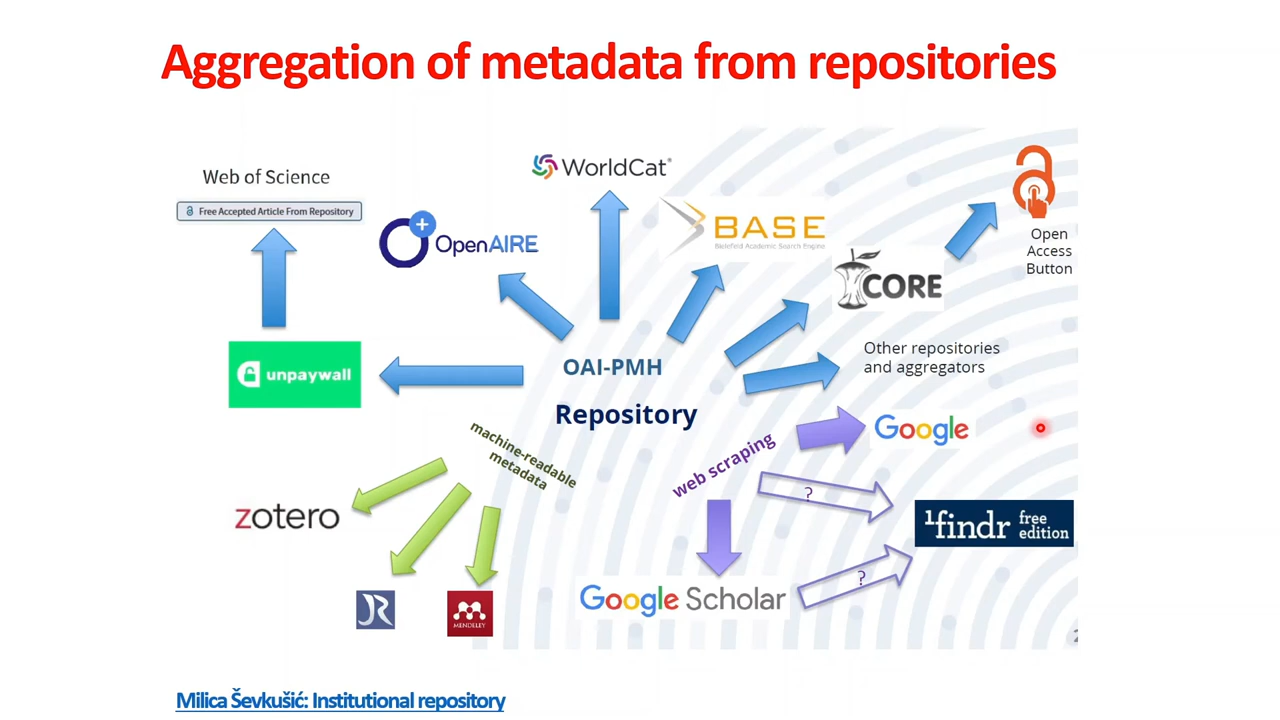 Aggregation of metadata from repositories
Web of Science
Free Accepted Article From Repository
OpenAIRE
WorldCat®
BASE
Bielefeld Academic Search Engine
CORE
Open
Access
Button
unpaywall
OAI-PMH
Other repositories
and aggregators
Repository
Google
machine-readable
metadata
web scraping
?
zotero
1findr free
edition
?
Google Scholar
JR
MENDELEY
2
Milica Ševkušić: Institutional repository